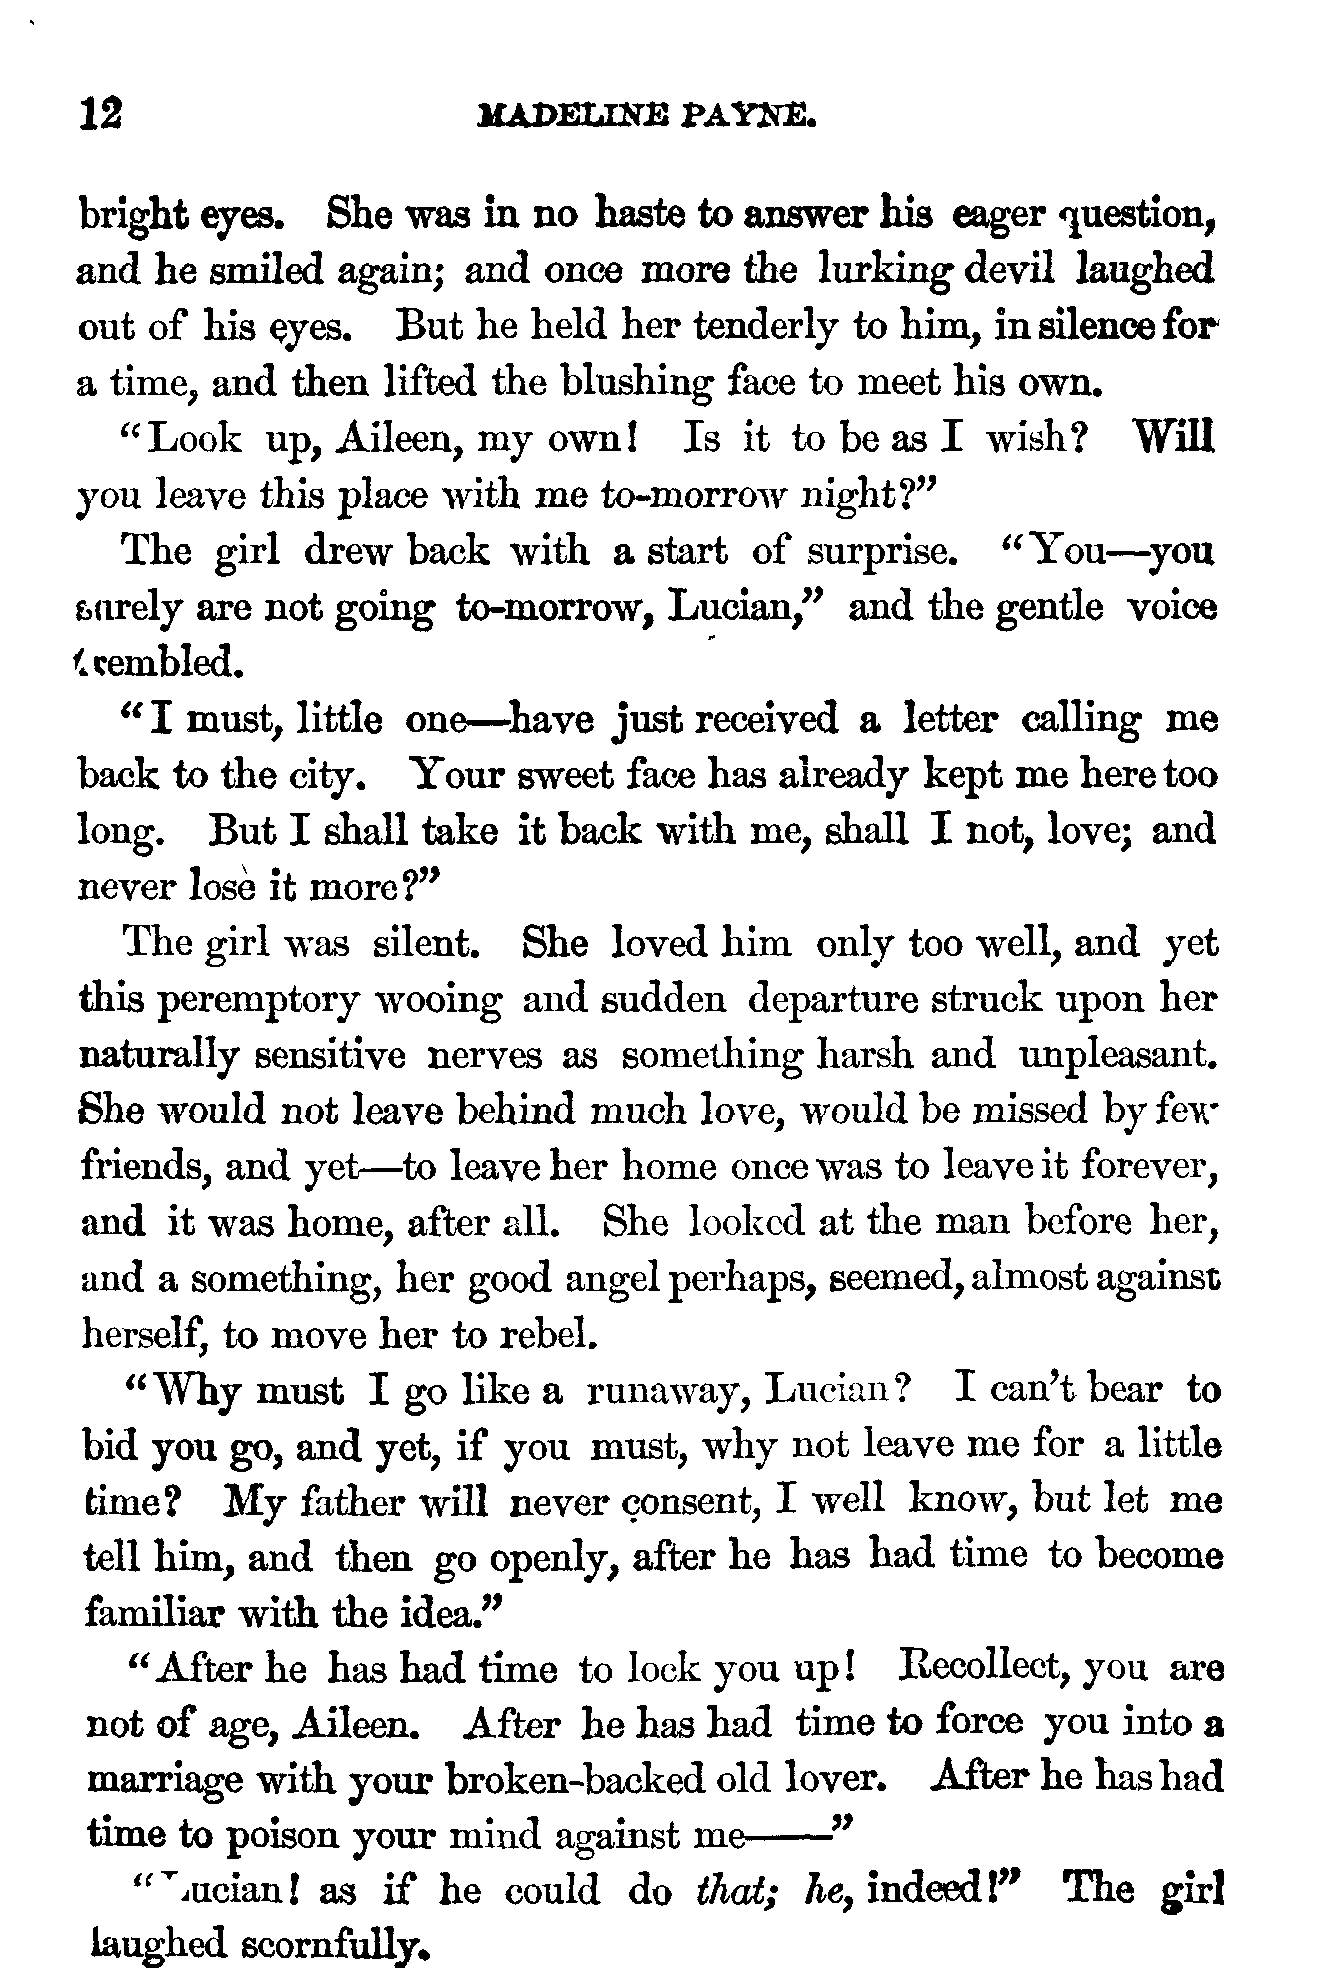 12 MADELINE PAYNE.
bright eyes. She was in no haste to answer his eager question,
and he smiled again; and once more the lurking devil laughed
out of his eyes. But he held her tenderly to him, in silence for
a time, and then lifted the blushing face to meet his own.
“Look up, Aileen, my own! Is it to be as I wish? Will
you leave this place with me to-morrow night?”
The girl drew back with a start of surprise. “You—you
surely are not going to-morrow, Lucian,” and the gentle voice
trembled.
“I must, little one—have just received a letter calling me
back to the city. Your sweet face has already kept me here too
long. But I shall take it back with me, shall I not, love; and
never lose it more?”
The girl was silent. She loved him only too well, and yet
this peremptory wooing and sudden departure struck upon her
naturally sensitive nerves as something harsh and unpleasant.
She would not leave behind much love, would be missed by few
friends, and yet—to leave her home once was to leave it forever,
and it was home, after all. She looked at the man before her,
and a something, her good angel perhaps, seemed, almost against
herself, to move her to rebel.
“Why must I go like a runaway, Lucian? I can’t bear to
bid you go, and yet, if you must, why not leave me for a little
time? My father will never consent, I well know, but let me
tell him, and then go openly, after he has had time to become
familiar with the idea.”
“After he has had time to lock you up! Recollect, you are
not of age, Aileen. After he has had time to force you into a
marriage with your broken-backed old lover. After he has had
time to poison your mind against me——”
“Lucian! as if he could do that; he, indeed!” The girl
laughed scornfully.